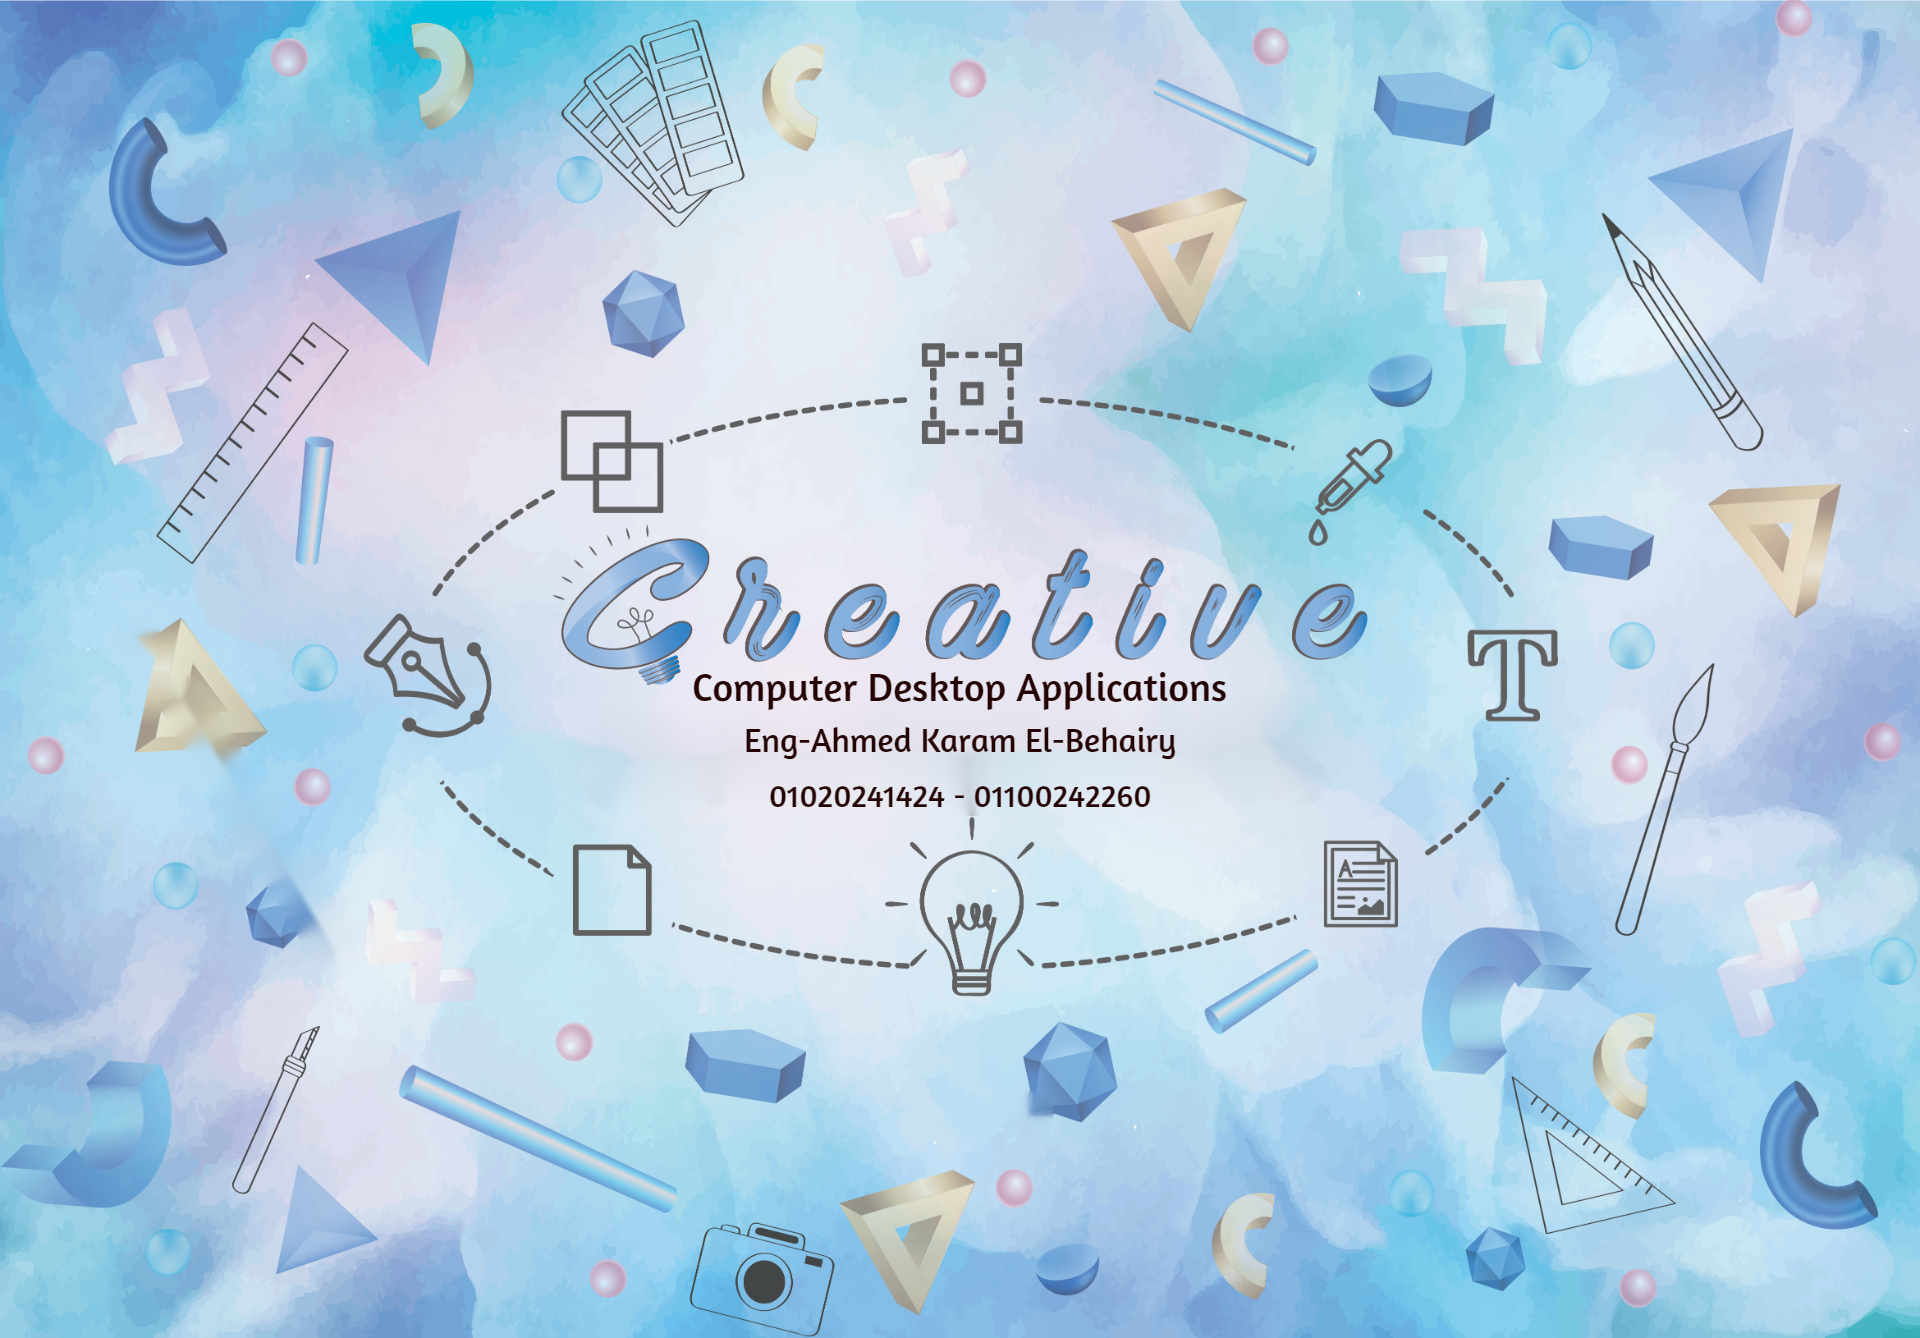 Creative
Computer Desktop Applications
Eng-Ahmed Karam El-Behairy
01020241424 - 01100242260
T
A